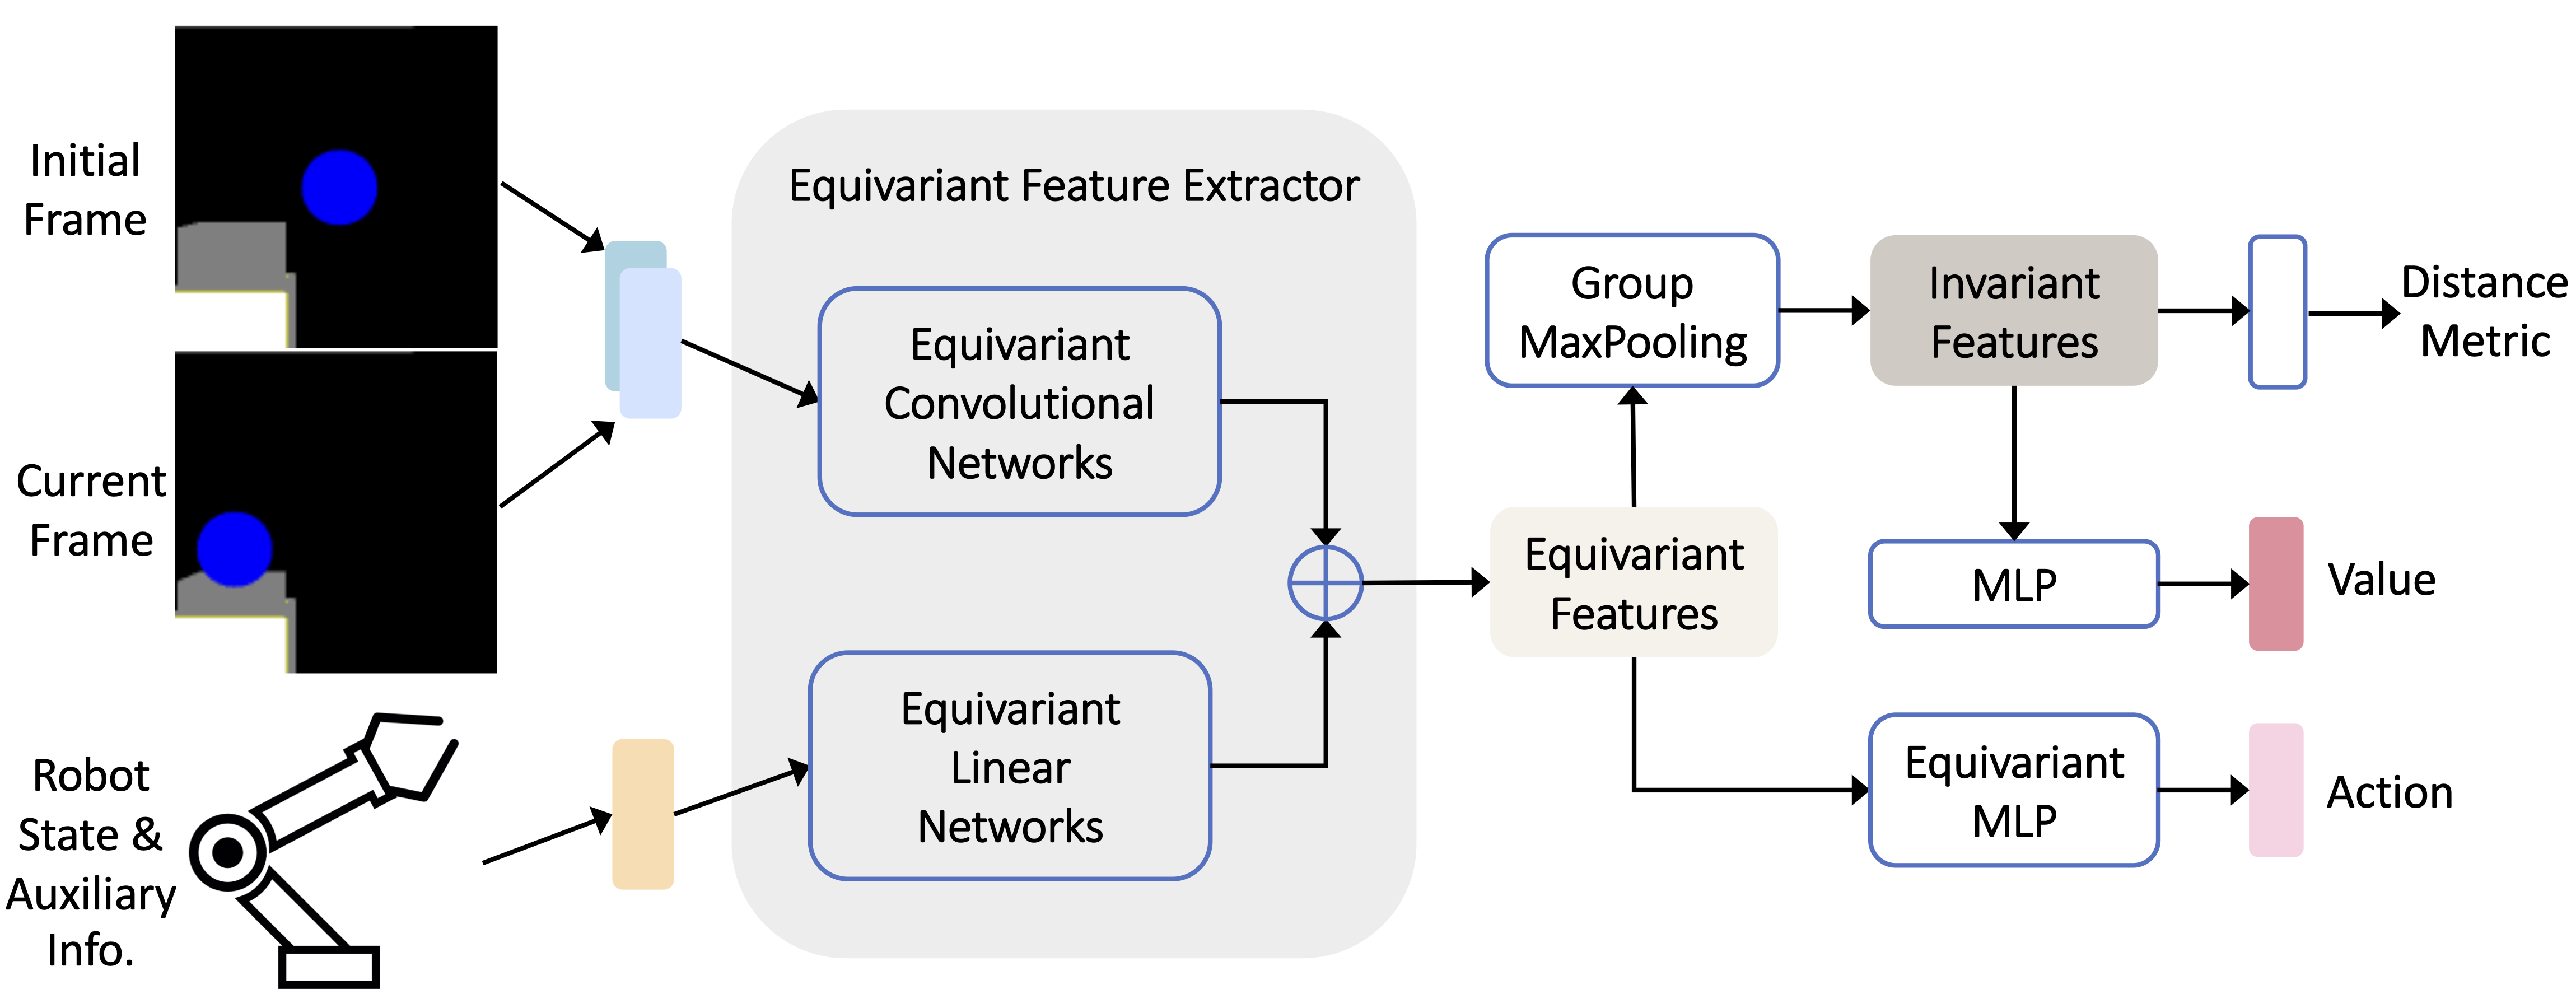 Initial
Frame
Current
Frame
Robot
State &
Auxiliary
Info.
Equivariant Feature Extractor
Equivariant
Convolutional
Networks
Equivariant
Linear
Networks
Equivariant
Features
Group
MaxPooling
Invariant
Features
Distance
Metric
MLP
Value
Equivariant
MLP
Action